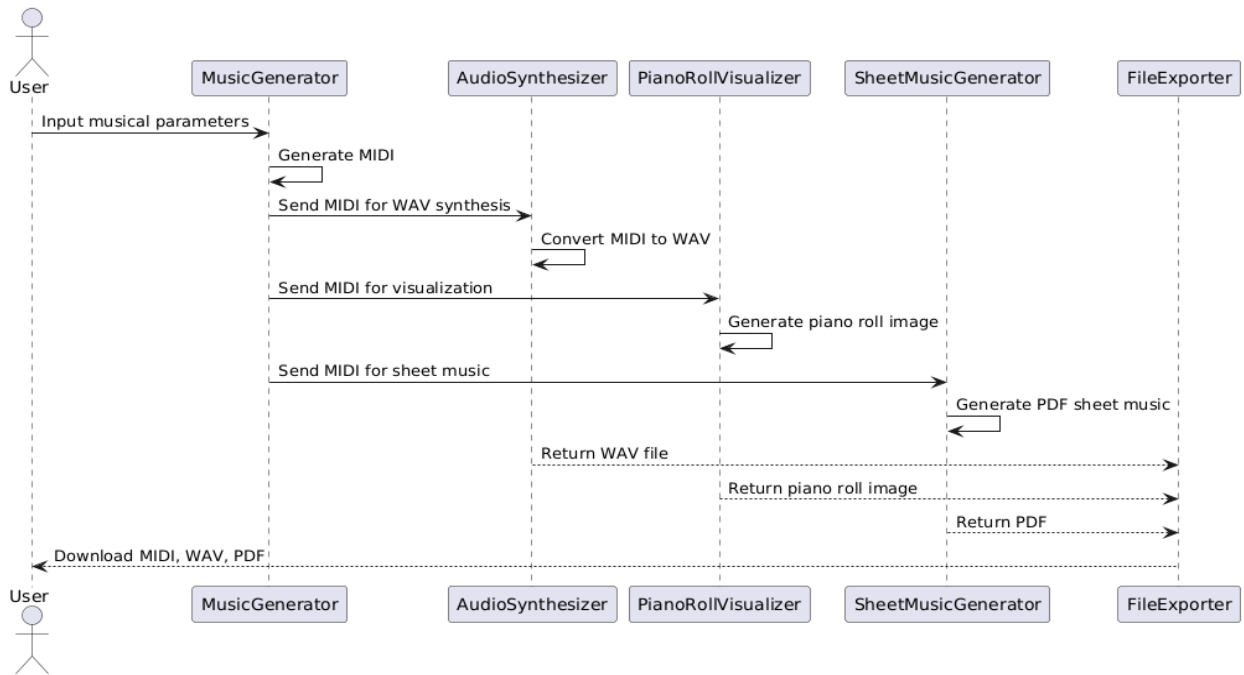 User
MusicGenerator
AudioSynthesizer
PianoRollVisualizer
SheetMusicGenerator
FileExporter
Input musical parameters
Generate MIDI
Send MIDI for WAV synthesis
Convert MIDI to WAV
Send MIDI for visualization
Generate piano roll image
Send MIDI for sheet music
Generate PDF sheet music
Return WAV file
Return piano roll image
Return PDF
Download MIDI, WAV, PDF
User
MusicGenerator
AudioSynthesizer
PianoRollVisualizer
SheetMusicGenerator
FileExporter